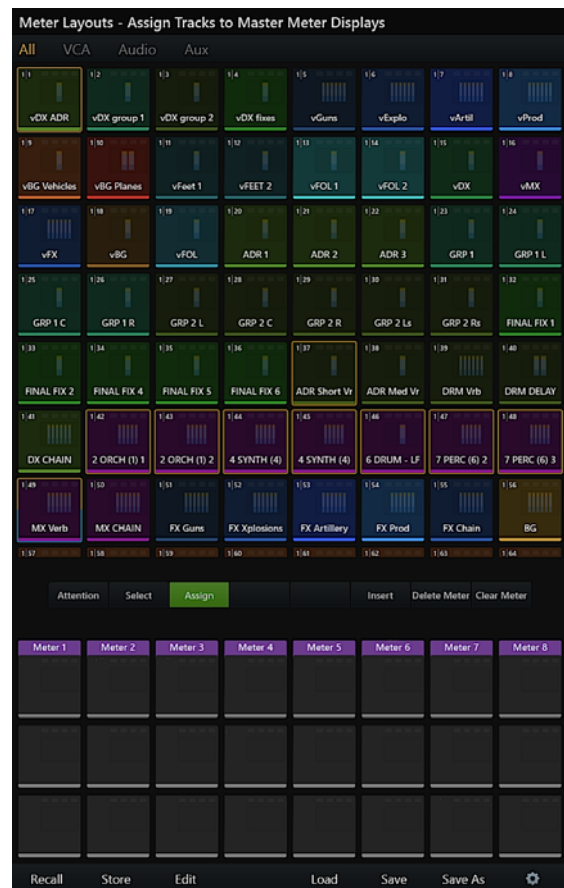 Meter Layouts - Assign Tracks to Master Meter Displays
All VCA Audio Aux
1|1 1|2 1|3 1|4 1|5 1|6 1|7 1|8
vDX ADR vDX group 1 vDX group 2 vDX fixes vGuns vExplo vArtil vProd
1|9 1|10 1|11 1|12 1|13 1|14 1|15 1|16
vBG Vehicles vBG Planes vFeet 1 vFEET 2 vFOL 1 vFOL 2 vDX vMX
1|17 1|18 1|19 1|20 1|21 1|22 1|23 1|24
vFX vBG vFOL ADR 1 ADR 2 ADR 3 GRP 1 GRP 1 L
1|25 1|26 1|27 1|28 1|29 1|30 1|31 1|32
GRP 1 C GRP 1 R GRP 2 L GRP 2 C GRP 2 R GRP 2 Ls GRP 2 Rs FINAL FIX 1
1|33 1|34 1|35 1|36 1|37 1|38 1|39 1|40
FINAL FIX 2 FINAL FIX 4 FINAL FIX 5 FINAL FIX 6 ADR Short Vr ADR Med Vr DRM Vrb DRM DELAY
1|41 1|42 1|43 1|44 1|45 1|46 1|47 1|48
DX CHAIN 2 ORCH (1) 1 2 ORCH (1) 2 4 SYNTH (4) 4 SYNTH (4) 6 DRUM - LF 7 PERC (6) 2 7 PERC (6) 3
1|49 1|50 1|51 1|52 1|53 1|54 1|55 1|56
MX Verb MX CHAIN FX Guns FX Xplosions FX Artillery FX Prod FX Chain BG
1|57 1|58 1|59 1|60 1|61 1|62 1|63 1|64
Attention Select Assign Insert Delete Meter Clear Meter
Meter 1 Meter 2 Meter 3 Meter 4 Meter 5 Meter 6 Meter 7 Meter 8
Recall Store Edit Load Save Save As